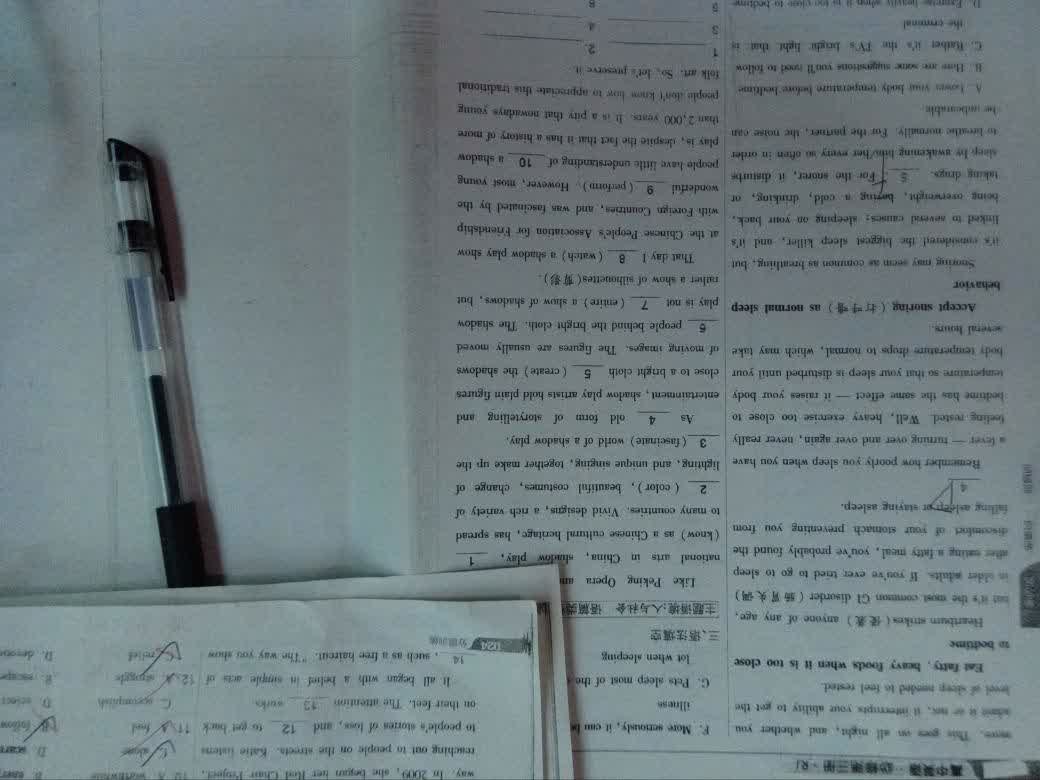 高中英语 必修第三册·RJ
snore. This goes on all night, and whether you
admit it or not, it interrupts your ability to get the
level of sleep needed to feel rested.
Eat fatty, heavy foods when it is too close
to bedtime
Heartburn strikes(侵袭) anyone of any age,
but it's the most common GI disorder (肠胃失调)
in older adults. If you've ever tried to go to sleep
after eating a fatty meal, you've probably found the
discomfort of your stomach preventing you from
falling asleep or staying asleep.
4
Remember how poorly you sleep when you have
a fever — turning over and over again, never really
feeling rested. Well, heavy exercise too close to
bedtime has the same effect — it raises your body
temperature so that your sleep is disturbed until your
body temperature drops to normal, which may take
several hours.
Accept snoring (打呼噜) as normal sleep
behavior
Snoring may seem as common as breathing, but
it's considered the biggest sleep killer, and it's
linked to several causes: sleeping on your back,
being overweight, having a cold, drinking, or
taking drugs. 5 For the snorer, it disturbs
sleep by awakening him/her every so often in order
to breathe normally. For the partner, the noise can
be unbearable.
A. Lower your body temperature before bedtime
B. Here are some suggestions you'll need to follow
C. Rather it's the TV's bright light that is
the criminal
D. Exercise heavily when it is too close to bedtime
F. More seriously, it can
illness
G. Pets sleep most of the
lot when sleeping
三、语法填空
主题语境:人与社会 语篇类型
Like Peking Opera
national arts in China, shadow play, 1
(know) as a Chinese cultural heritage, has spread
to many countries. Vivid designs, a rich variety of
2 (color), beautiful costumes, change of
lighting, and unique singing, together make up the
3 (fascinate) world of a shadow play.
As 4 old form of storytelling and
entertainment, shadow play artists hold plain figures
close to a bright cloth 5 (create) the shadows
of moving images. The figures are usually moved
6 people behind the bright cloth. The shadow
play is not 7 (entire) a show of shadows, but
rather a show of silhouettes(剪影).
That day I 8 (watch) a shadow play show
at the Chinese People's Association for Friendship
with Foreign Countries, and was fascinated by the
wonderful 9 (perform). However, most young
people have little understanding of 10 a shadow
play is, despite the fact that it has a history of more
than 2,000 years. It is a pity that nowadays young
people don't know how to appreciate this traditional
folk art. So, let's preserve it.
1 2.
3 4
5 6
way. In 2009, she began her Red Chair Project,
reaching out to people on the streets. Katie listens
to people's stories of loss, and 12 to get back
on their feet. The attention 13 works.
It all began with a belief in simple acts of
14, such as a free haircut. "The way you show
alone
11. A. feel B. follow
C. accomplish D.
12. A. struggle B. escape
C. relief D.